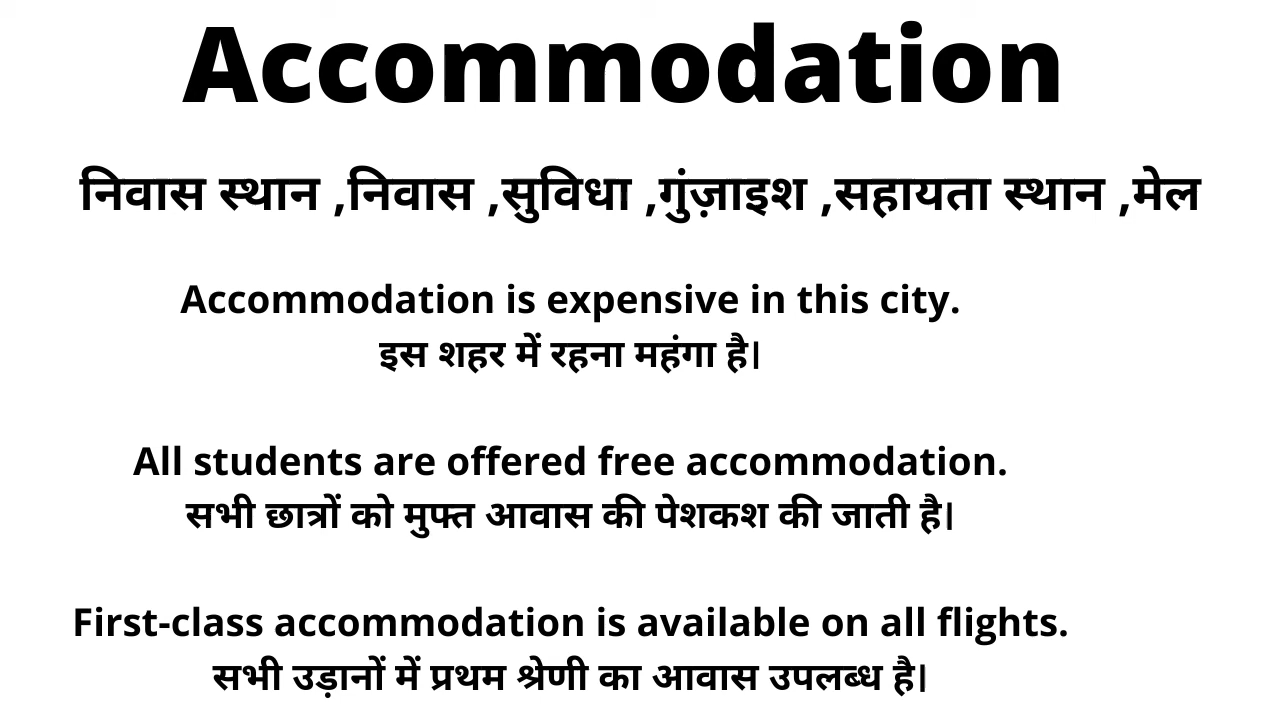 Accommodation
निवास स्थान ,निवास ,सुविधा ,गुंज़ाइश ,सहायता स्थान ,मेल
Accommodation is expensive in this city.
इस शहर में रहना महंगा है।
All students are offered free accommodation.
सभी छात्रों को मुफ्त आवास की पेशकश की जाती है।
First-class accommodation is available on all flights.
सभी उड़ानों में प्रथम श्रेणी का आवास उपलब्ध है।